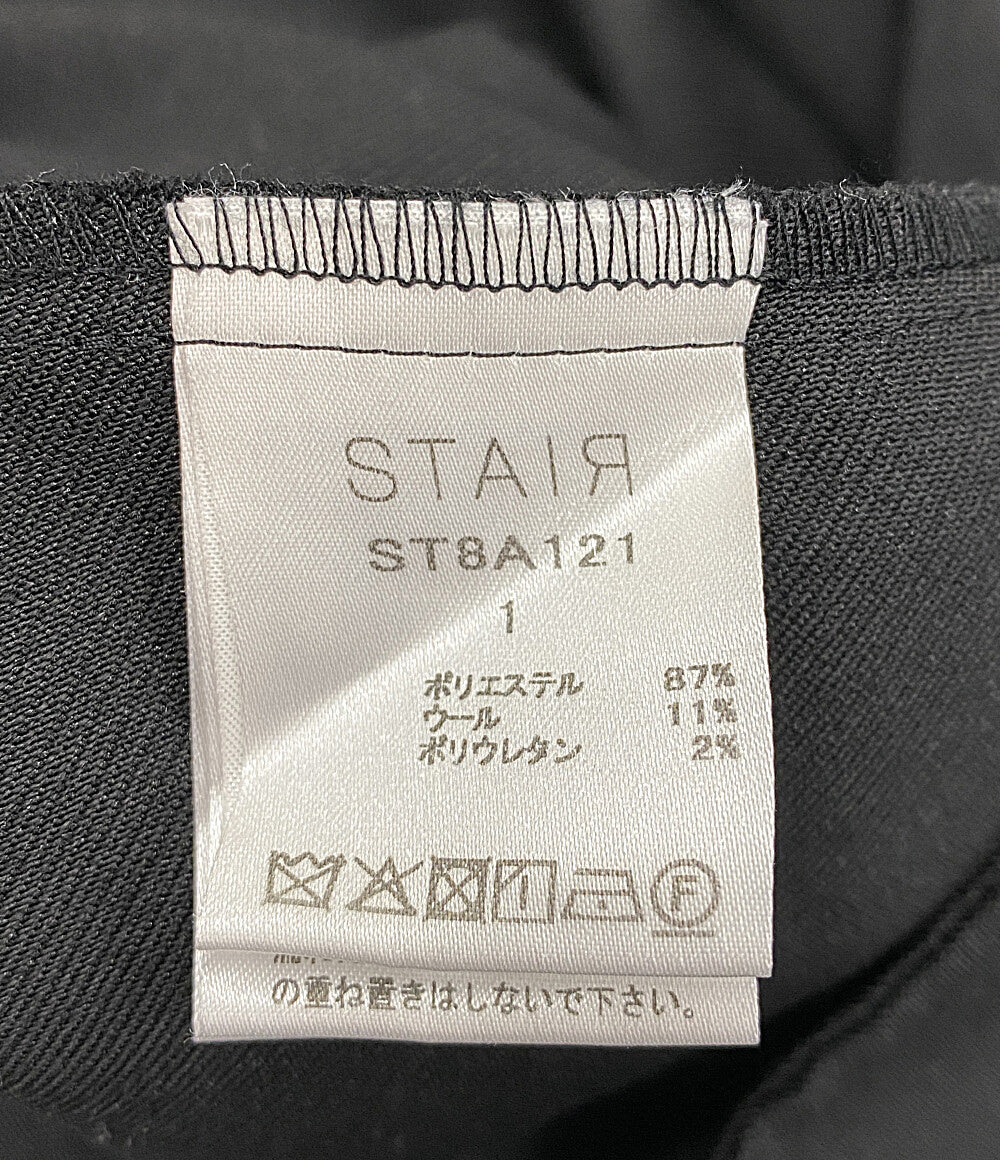 STAIR
ST8A121
1
ポリエステル 87%
ウール 11%
ポリウレタン 2%
F
の重ね置きはしないで下さい。